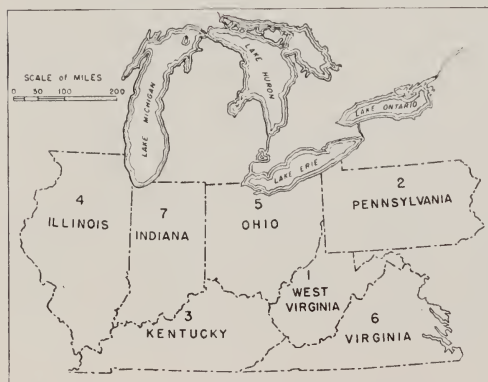 SCALE of MILES
0 50 100 200
LAKE MICHIGAN
LAKE HURON
LAKE ONTARIO
LAKE ERIE
4
ILLINOIS
7
INDIANA
5
OHIO
2
PENNSYLVANIA
1
WEST
VIRGINIA
3
KENTUCKY
6
VIRGINIA